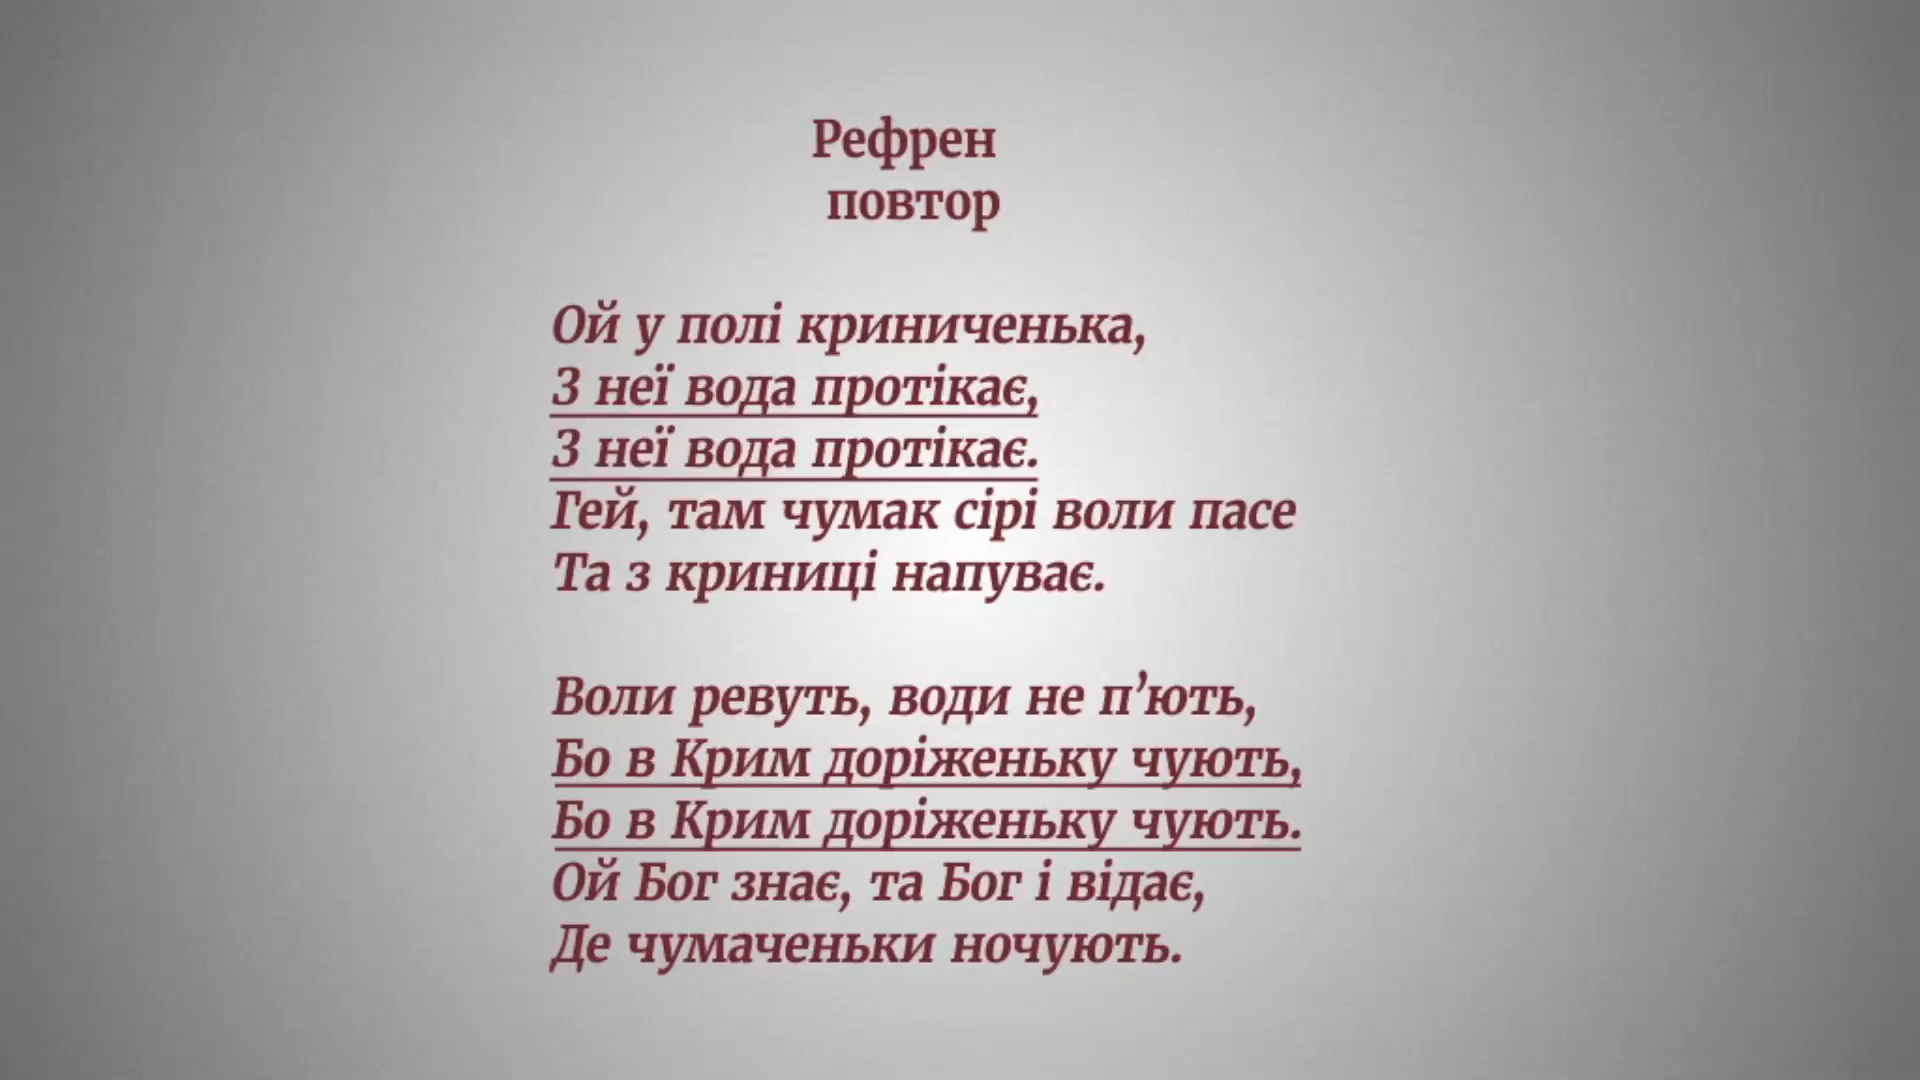 Рефрен
повтор
Ой у полі криниченька,
З неї вода протікає,
З неї вода протікає.
Гей, там чумак сірі воли пасе
Та з криниці напуває.
Воли ревуть, води не п’ють,
Бо в Крим доріженьку чують,
Бо в Крим доріженьку чують.
Ой Бог знає, та Бог і відає,
Де чумаченьки ночують.